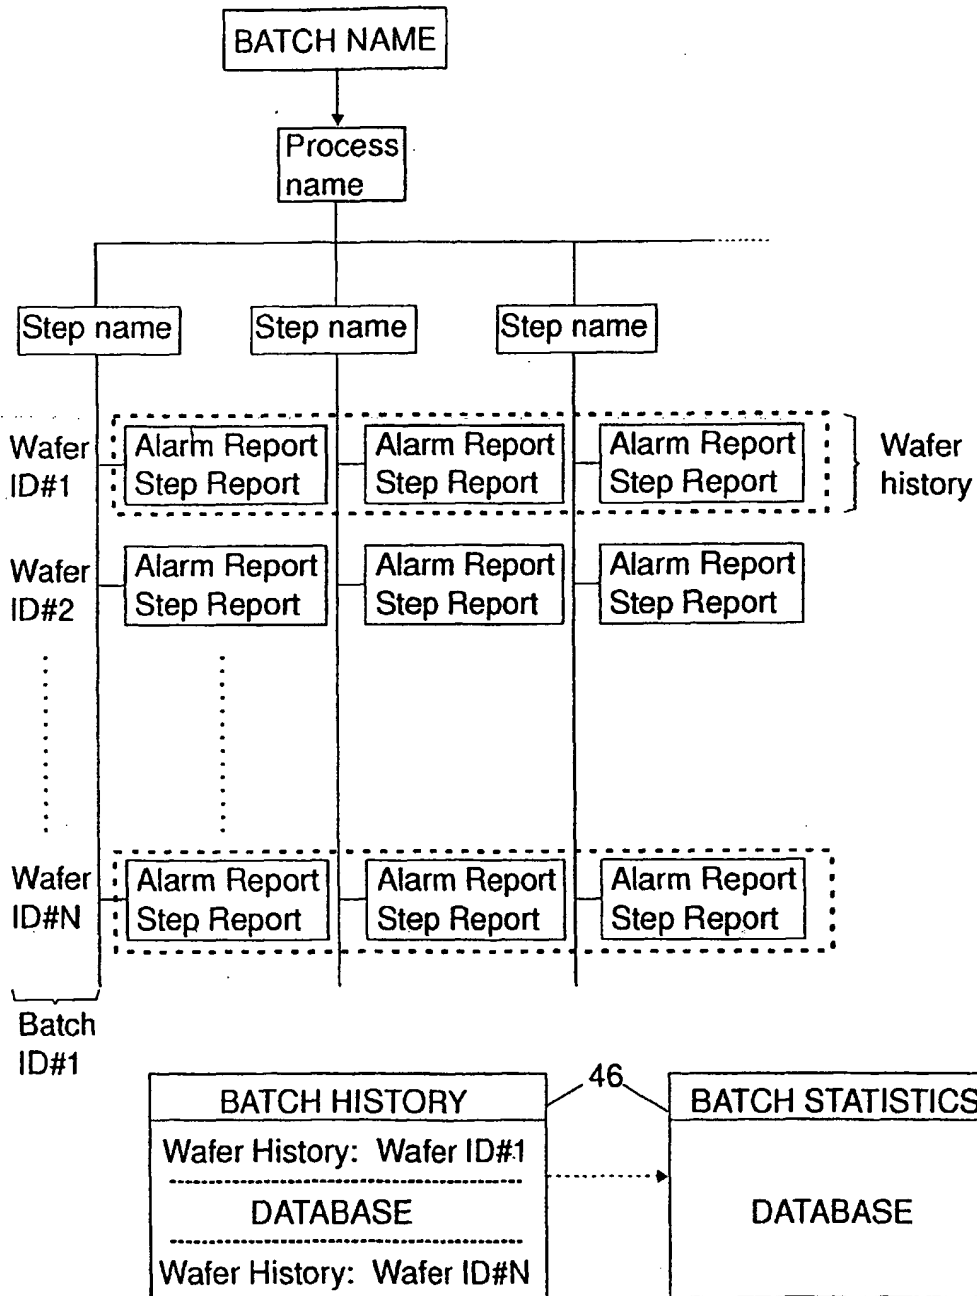 BATCH NAME
Process
name
Step name Step name Step name
Wafer
ID#1
Alarm Report
Step Report
Alarm Report
Step Report
Alarm Report
Step Report
Wafer
history
Wafer
ID#2
Alarm Report
Step Report
Alarm Report
Step Report
Alarm Report
Step Report
Wafer
ID#N
Alarm Report
Step Report
Alarm Report
Step Report
Alarm Report
Step Report
Batch
ID#1
46
BATCH HISTORY
Wafer History: Wafer ID#1
DATABASE
Wafer History: Wafer ID#N
BATCH STATISTICS
DATABASE